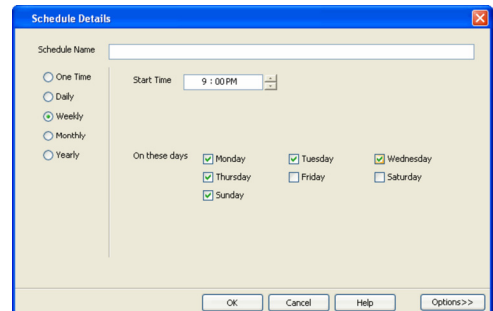 Schedule Details
Schedule Name
One Time
Start Time 9 : 00 PM
Daily
Weekly
Monthly
Yearly
On these days Monday Tuesday Wednesday
Thursday Friday Saturday
Sunday
OK Cancel Help Options>>